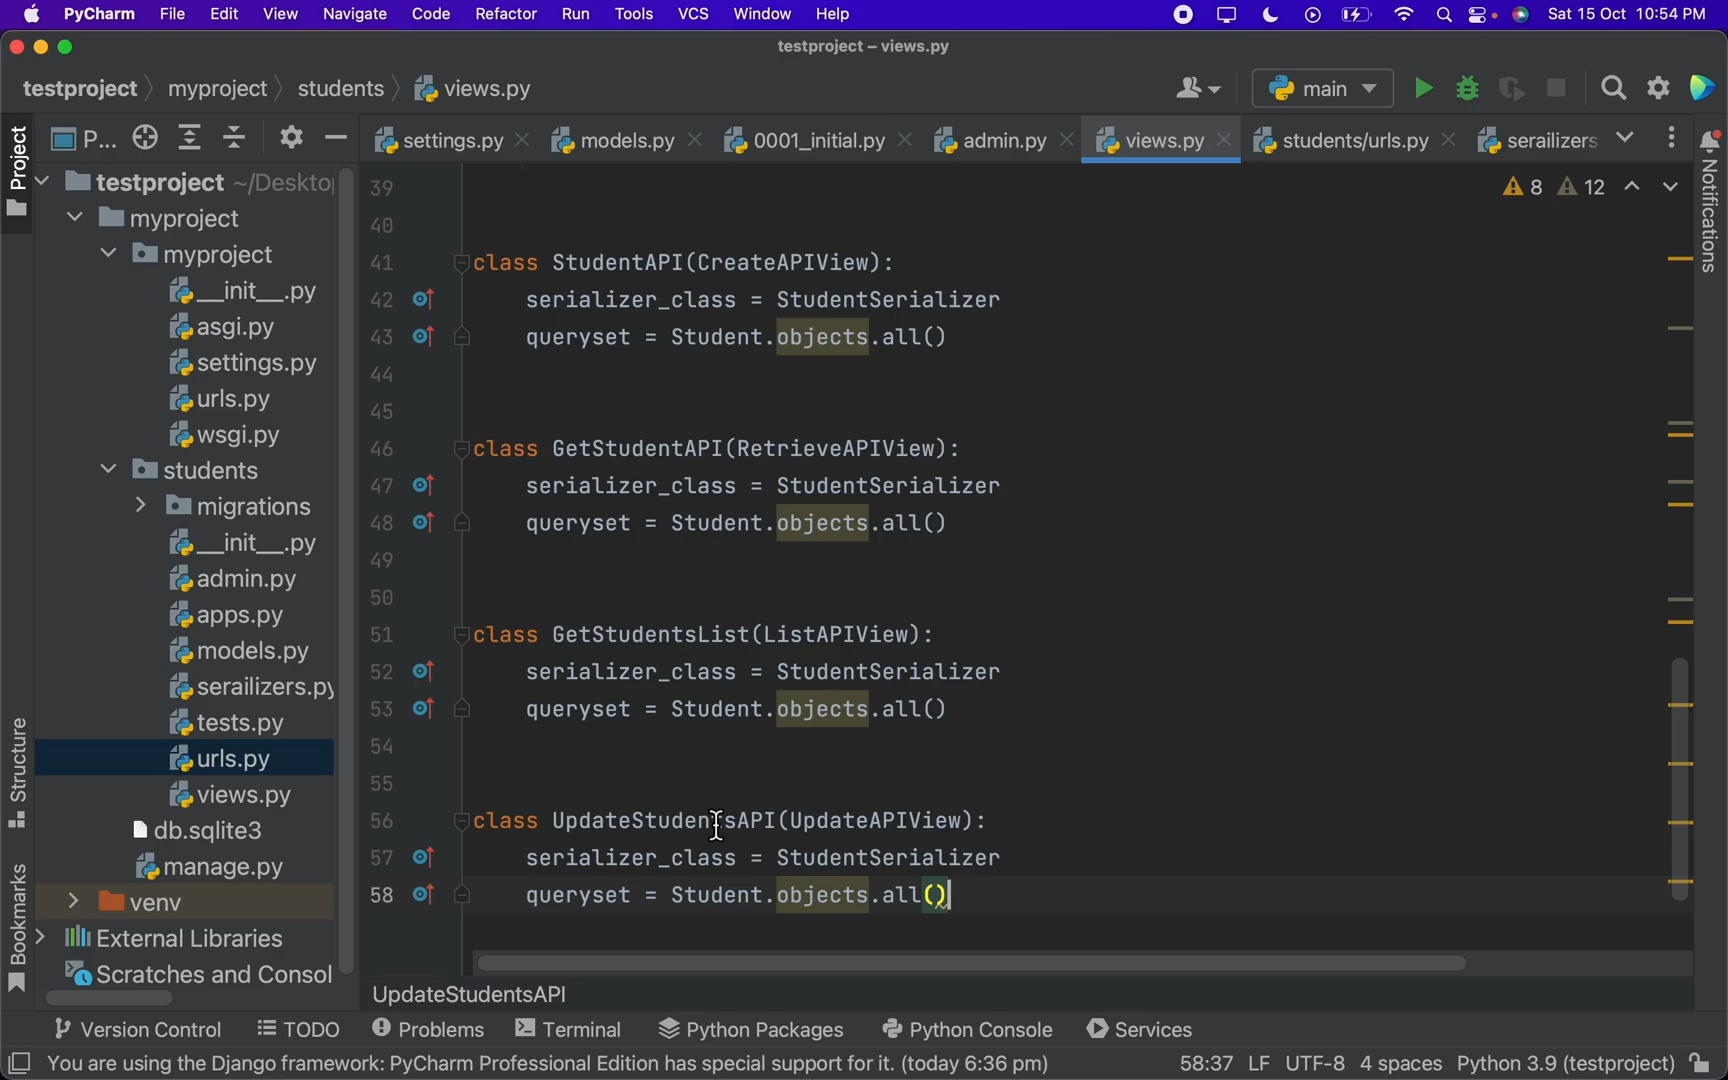 PyCharm File Edit View Navigate Code Refactor Run Tools VCS Window Help Sat 15 Oct 10:54 PM
testproject – views.py
testproject myproject students views.py main
Project P... settings.py models.py 0001_initial.py admin.py views.py students/urls.py serailizers
testproject ~/Deskto
myproject
myproject
__init__.py
asgi.py
settings.py
urls.py
wsgi.py
students
migrations
__init__.py
admin.py
apps.py
models.py
serailizers.py
tests.py
urls.py
views.py
db.sqlite3
manage.py
venv
External Libraries
Scratches and Consol
Structure
Bookmarks
Notifications
8 12
39
40
41 class StudentAPI(CreateAPIView):
42 serializer_class = StudentSerializer
43 queryset = Student.objects.all()
44
45
46 class GetStudentAPI(RetrieveAPIView):
47 serializer_class = StudentSerializer
48 queryset = Student.objects.all()
49
50
51 class GetStudentsList(ListAPIView):
52 serializer_class = StudentSerializer
53 queryset = Student.objects.all()
54
55
56 class UpdateStudentsAPI(UpdateAPIView):
57 serializer_class = StudentSerializer
58 queryset = Student.objects.all()
UpdateStudentsAPI
Version Control TODO Problems Terminal Python Packages Python Console Services
You are using the Django framework: PyCharm Professional Edition has special support for it. (today 6:36 pm) 58:37 LF UTF-8 4 spaces Python 3.9 (testproject)